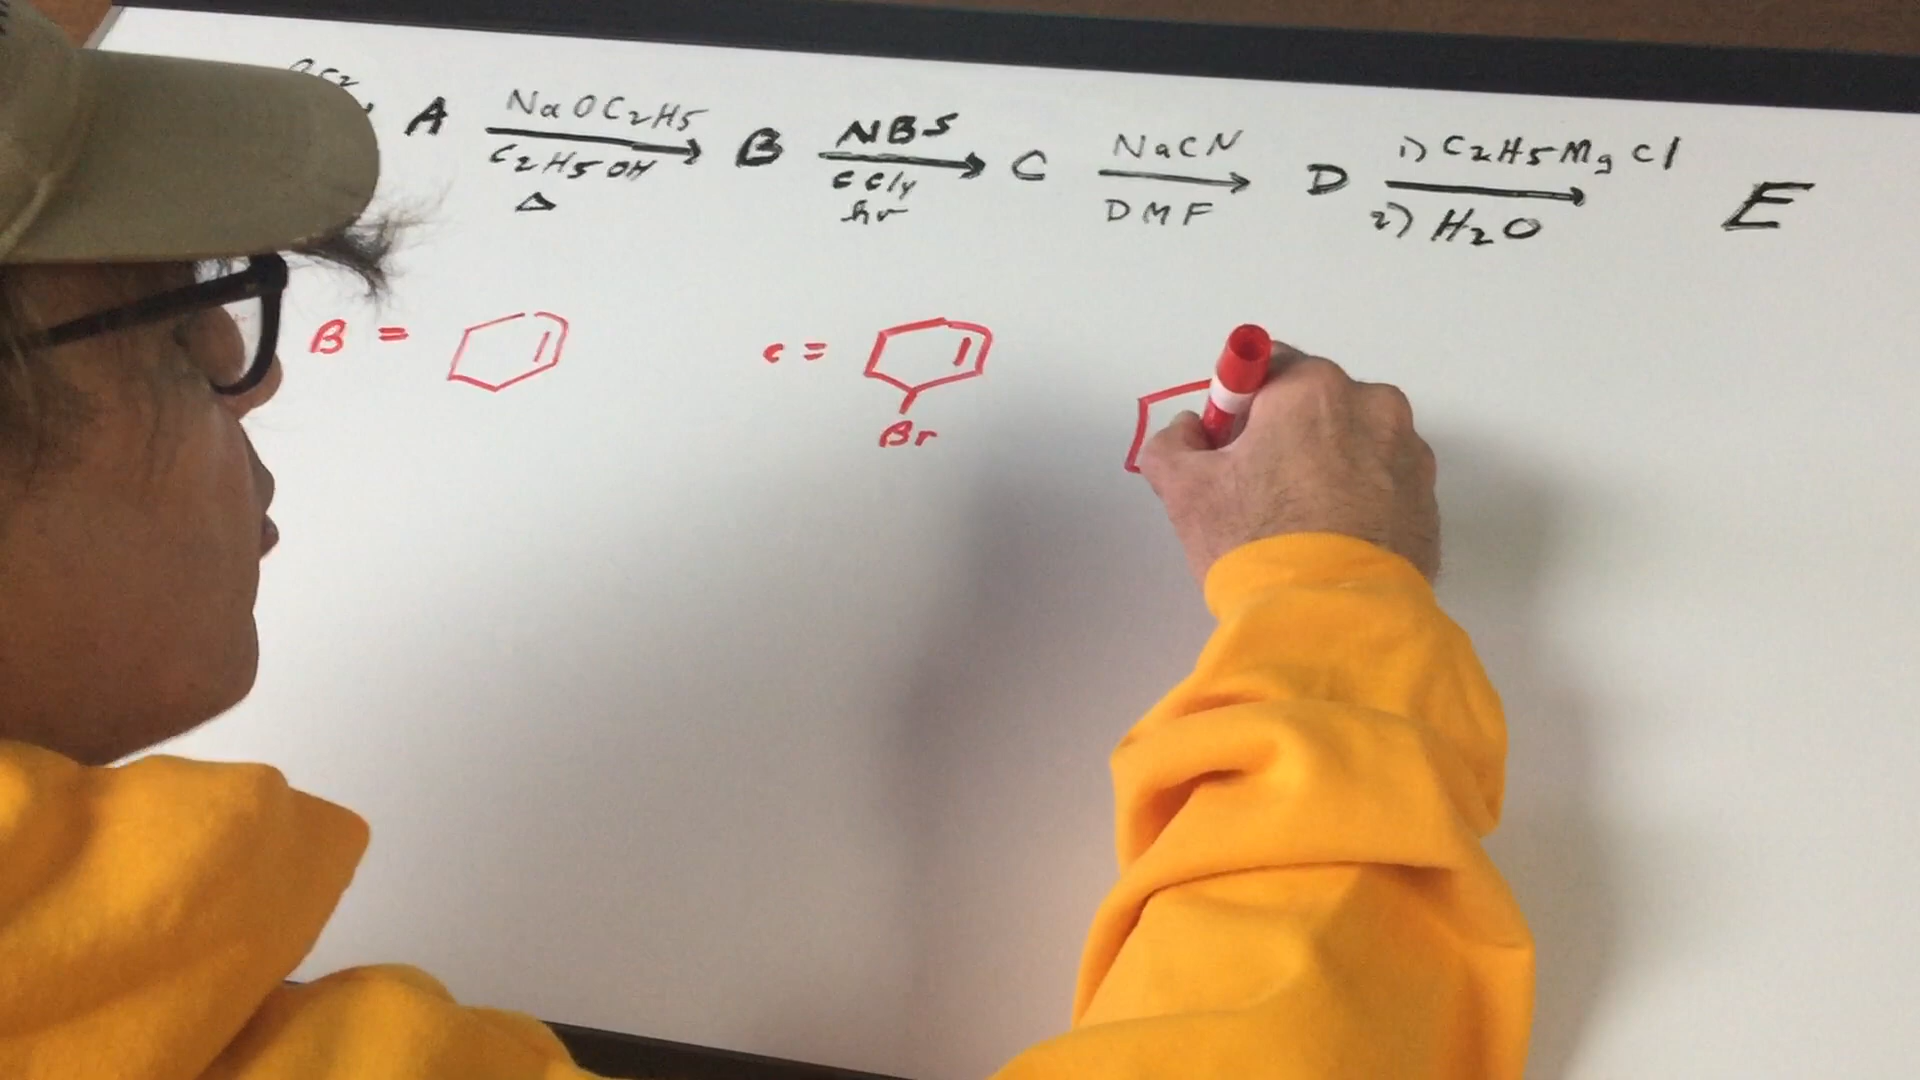 A NaOC2H5 B NBS C NaCN D 1) C2H5MgCl E
C2H5OH CCl4 DMF 2) H2O
Δ hν
B = C =
Br